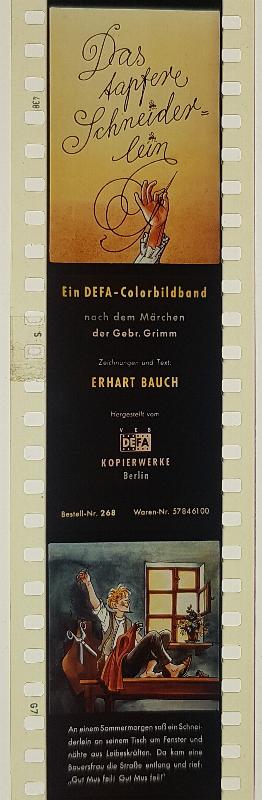 Das
tapfere
Schneider=
lein
Ein DEFA-Colorbildband
nach dem Märchen
der Gebr. Grimm
Zeichnungen und Text:
ERHART BAUCH
Hergestellt vom
VEB
DEFA
KOPIERWERKE
Berlin
Bestell-Nr. 268 Waren-Nr. 57846100
An einem Sommermorgen saß ein Schnei-
derlein an seinem Tisch am Fenster und
nähte aus Leibeskräften. Da kam eine
Bauersfrau die Straße entlang und rief:
„Gut Mus feil! Gut Mus feil!"